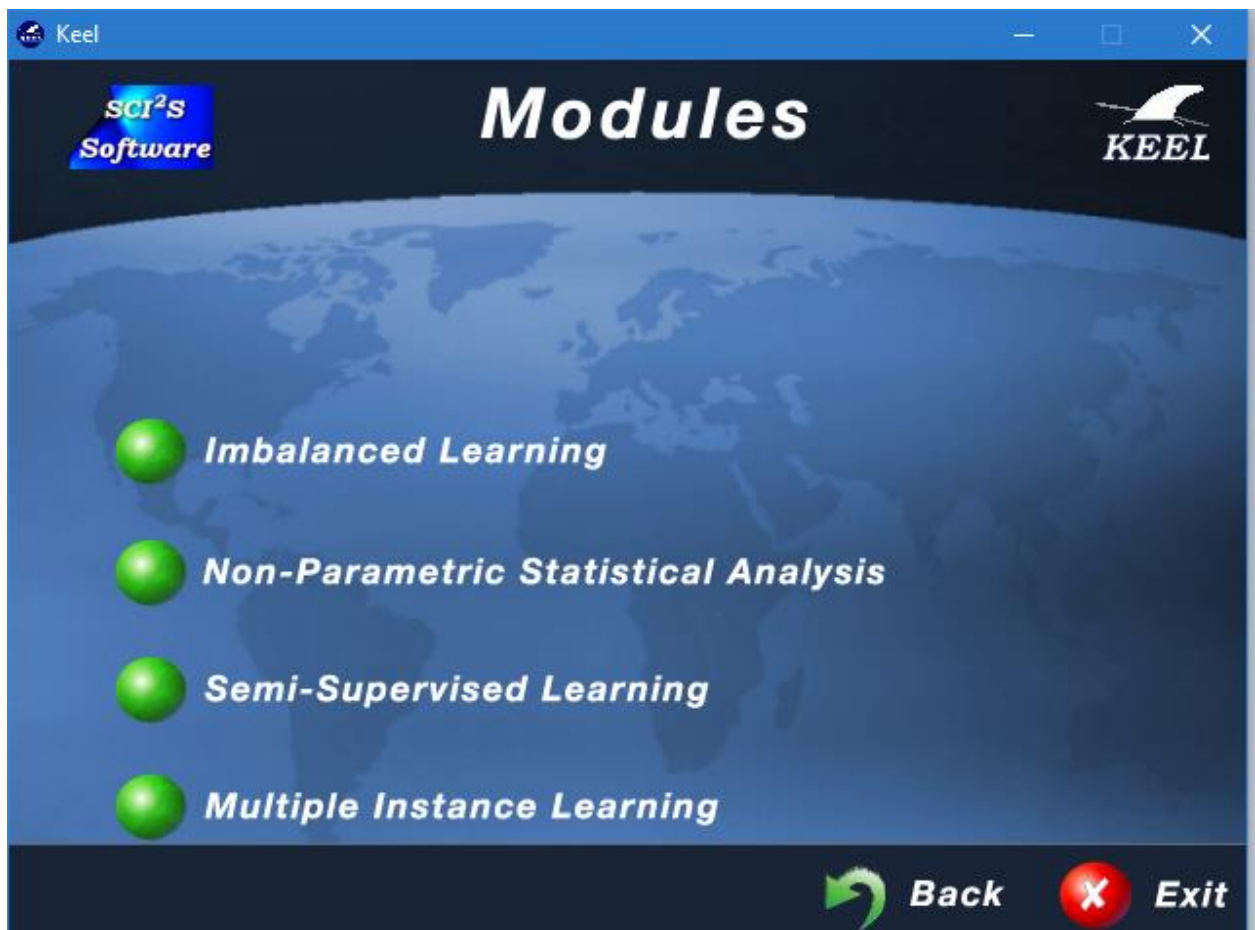 Keel
SCI²S
Software
Modules
KEEL
Imbalanced Learning
Non-Parametric Statistical Analysis
Semi-Supervised Learning
Multiple Instance Learning
Back
Exit